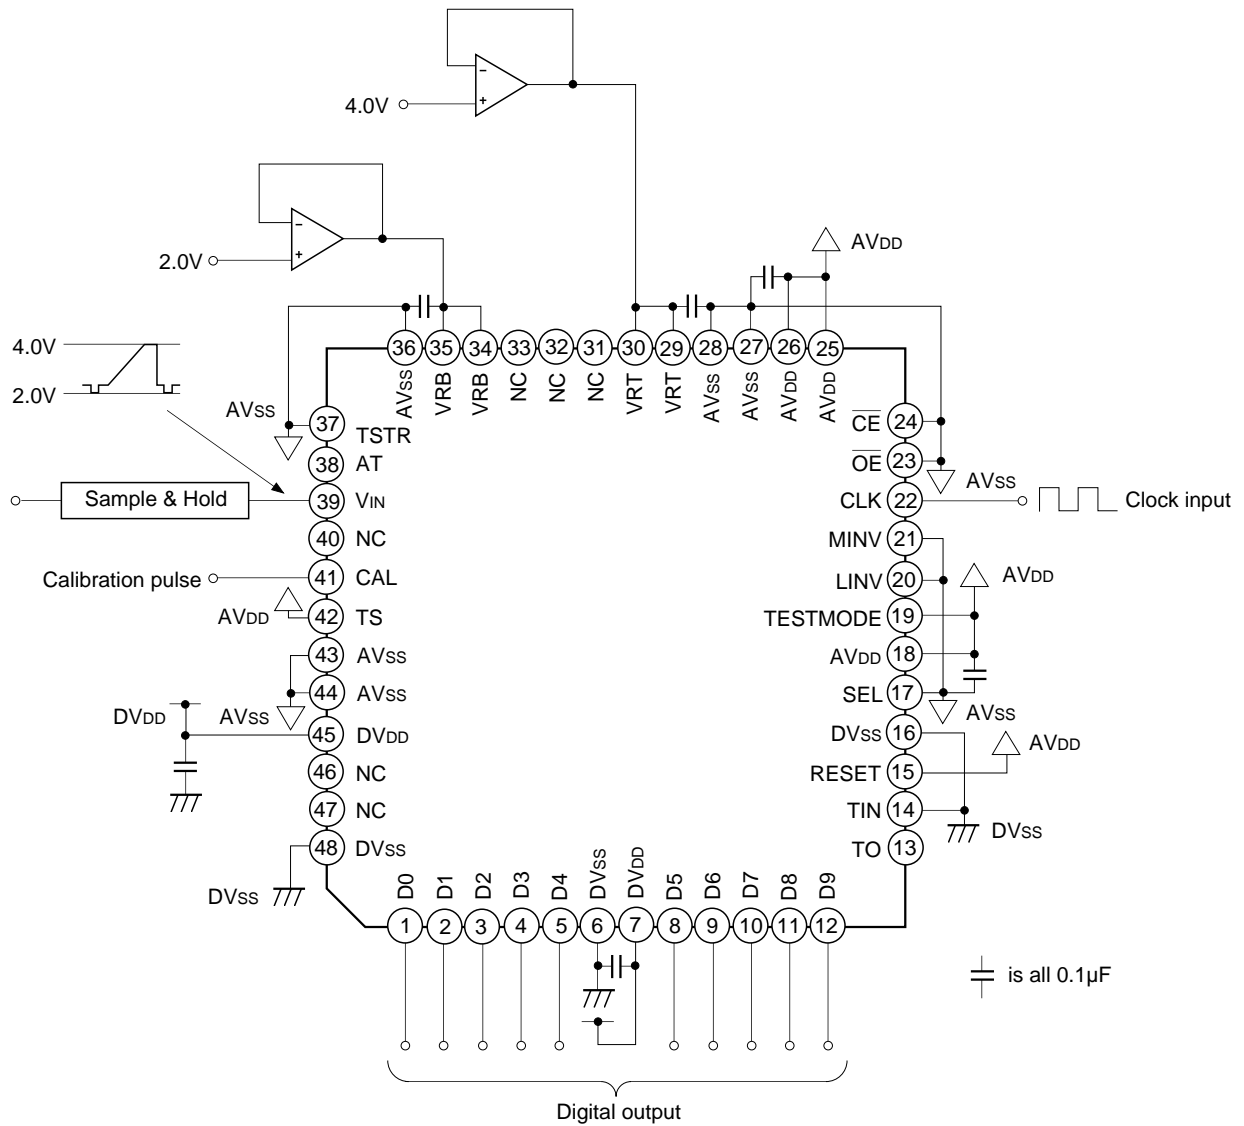 4.0V
−
+
2.0V
−
+
AVDD
4.0V
2.0V
36 35 34 33 32 31 30 29 28 27 26 25
AVSS VRB VRB NC NC NC VRT VRT AVSS AVSS AVDD AVDD
AVSS
37 TSTR
38 AT
Sample & Hold
39 VIN
40 NC
Calibration pulse
41 CAL
AVDD
42 TS
43 AVSS
44 AVSS
AVSS
DVDD
45 DVDD
46 NC
47 NC
48 DVSS
DVSS
CE 24
OE 23
AVSS
CLK 22
Clock input
MINV 21
LINV 20
AVDD
TESTMODE 19
AVDD 18
SEL 17
AVSS
DVSS 16
AVDD
RESET 15
TIN 14
DVSS
TO 13
D0 D1 D2 D3 D4 DVSS DVDD D5 D6 D7 D8 D9
1 2 3 4 5 6 7 8 9 10 11 12
is all 0.1µF
Digital output